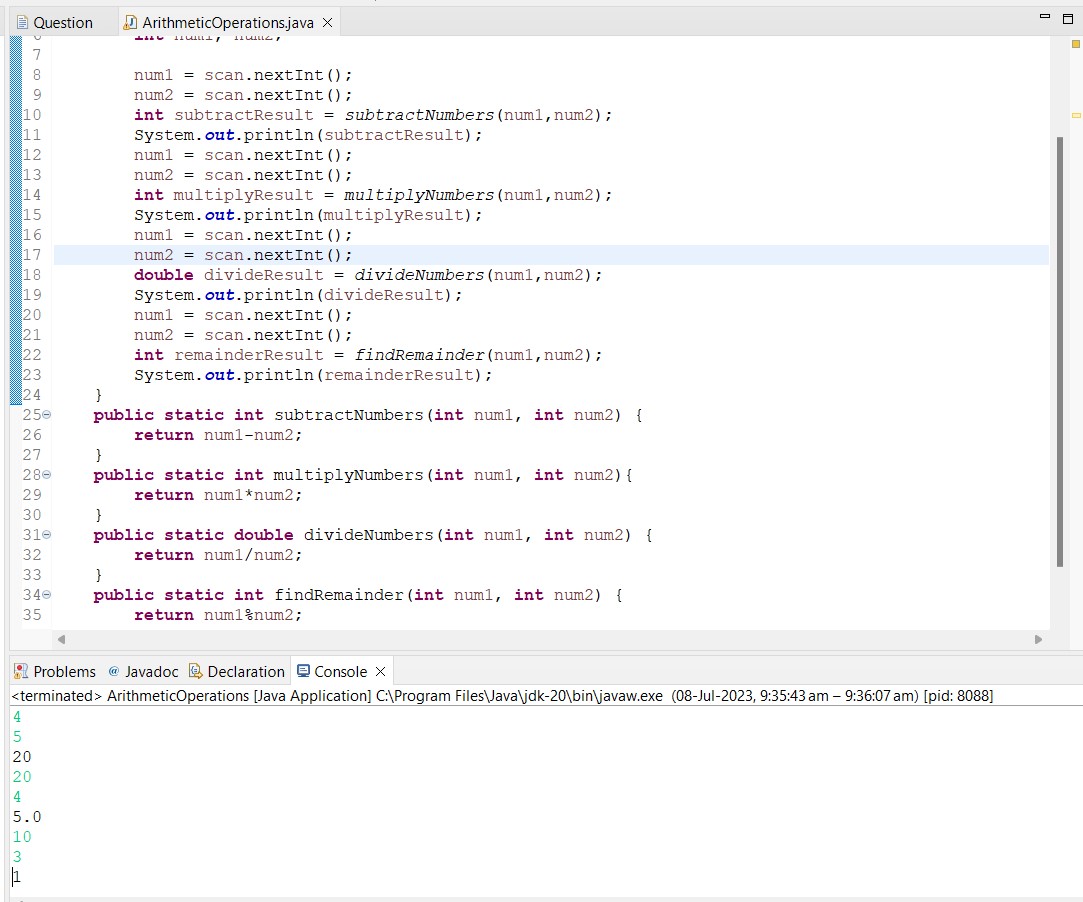 Question
ArithmeticOperations.java
6 int num1, num2;
7
8 num1 = scan.nextInt();
9 num2 = scan.nextInt();
10 int subtractResult = subtractNumbers(num1,num2);
11 System.out.println(subtractResult);
12 num1 = scan.nextInt();
13 num2 = scan.nextInt();
14 int multiplyResult = multiplyNumbers(num1,num2);
15 System.out.println(multiplyResult);
16 num1 = scan.nextInt();
17 num2 = scan.nextInt();
18 double divideResult = divideNumbers(num1,num2);
19 System.out.println(divideResult);
20 num1 = scan.nextInt();
21 num2 = scan.nextInt();
22 int remainderResult = findRemainder(num1,num2);
23 System.out.println(remainderResult);
24 }
25 public static int subtractNumbers(int num1, int num2) {
26 return num1-num2;
27 }
28 public static int multiplyNumbers(int num1, int num2){
29 return num1*num2;
30 }
31 public static double divideNumbers(int num1, int num2) {
32 return num1/num2;
33 }
34 public static int findRemainder(int num1, int num2) {
35 return num1%num2;
Problems @ Javadoc Declaration Console
<terminated> ArithmeticOperations [Java Application] C:\Program Files\Java\jdk-20\bin\javaw.exe (08-Jul-2023, 9:35:43 am – 9:36:07 am) [pid: 8088]
4
5
20
20
4
5.0
10
3
1